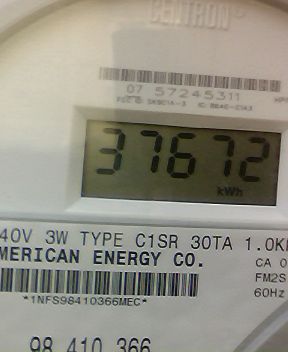 CENTRON®
07 57245311
37672
kWh
40V 3W TYPE C1SR 30TA 1.0K
MERICAN ENERGY CO.
CA 0
FM2S
60Hz
*1NFS98410366MEC*
98 410 366